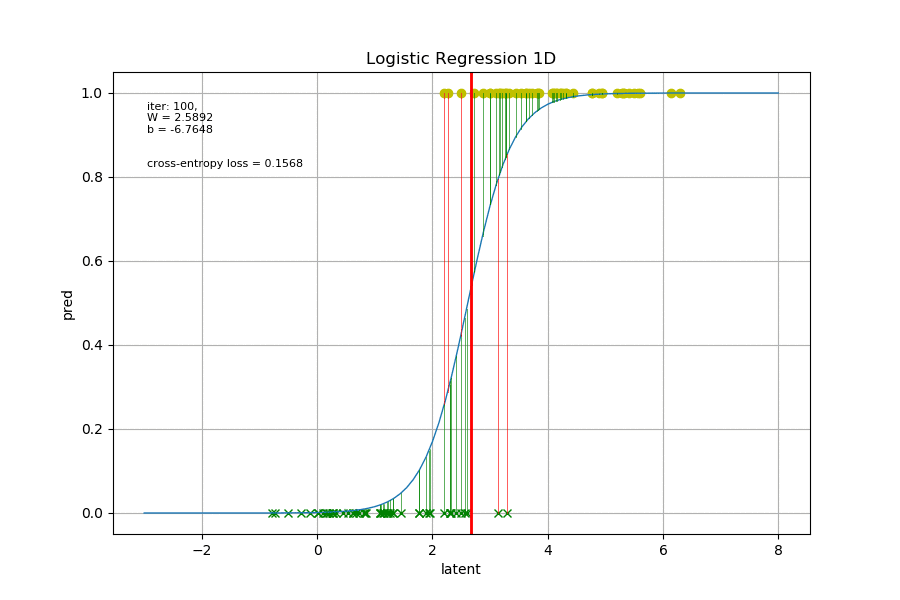 Logistic Regression 1D
1.0
iter: 100,
W = 2.5892
b = -6.7648
cross-entropy loss = 0.1568
0.8
0.6
pred
0.4
0.2
0.0
−2 0 2 4 6 8
latent